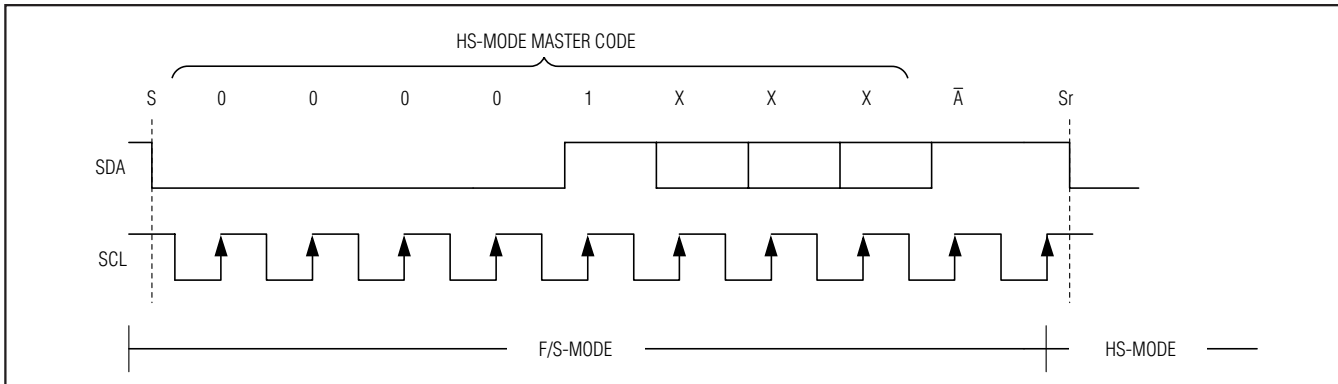 HS-MODE MASTER CODE
S 0 0 0 0 1 X X X A̅ Sr
SDA
SCL
F/S-MODE HS-MODE